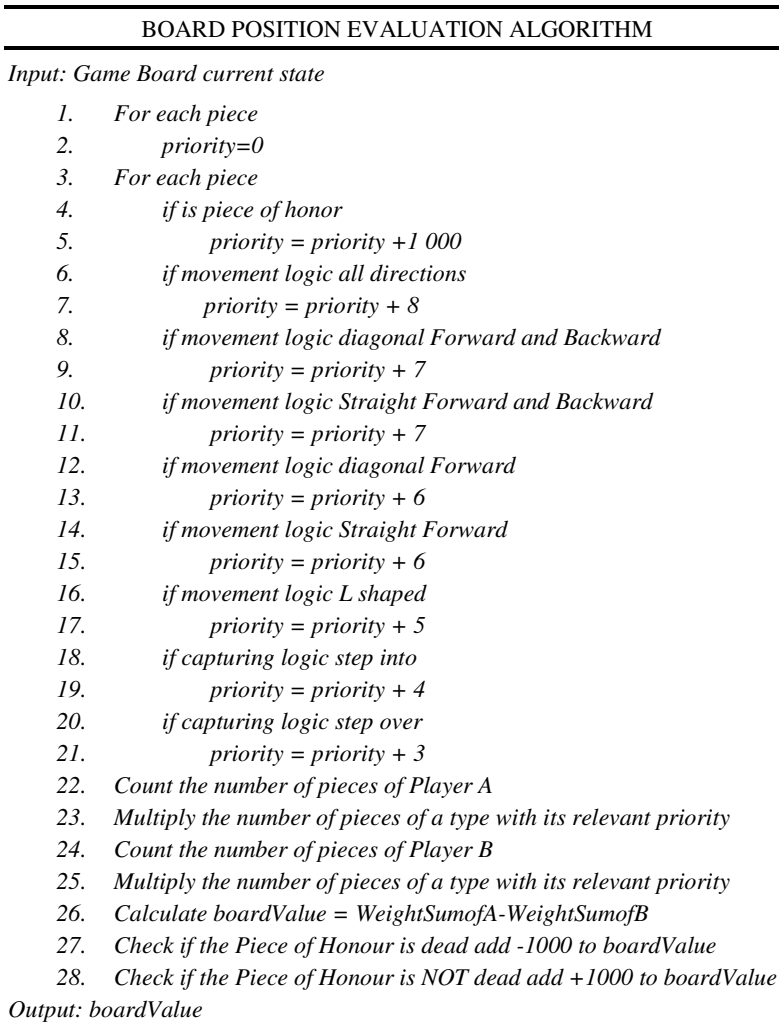 BOARD POSITION EVALUATION ALGORITHM
Input: Game Board current state
1. For each piece
2. priority=0
3. For each piece
4. if is piece of honor
5. priority = priority +1 000
6. if movement logic all directions
7. priority = priority + 8
8. if movement logic diagonal Forward and Backward
9. priority = priority + 7
10. if movement logic Straight Forward and Backward
11. priority = priority + 7
12. if movement logic diagonal Forward
13. priority = priority + 6
14. if movement logic Straight Forward
15. priority = priority + 6
16. if movement logic L shaped
17. priority = priority + 5
18. if capturing logic step into
19. priority = priority + 4
20. if capturing logic step over
21. priority = priority + 3
22. Count the number of pieces of Player A
23. Multiply the number of pieces of a type with its relevant priority
24. Count the number of pieces of Player B
25. Multiply the number of pieces of a type with its relevant priority
26. Calculate boardValue = WeightSumofA-WeightSumofB
27. Check if the Piece of Honour is dead add -1000 to boardValue
28. Check if the Piece of Honour is NOT dead add +1000 to boardValue
Output: boardValue